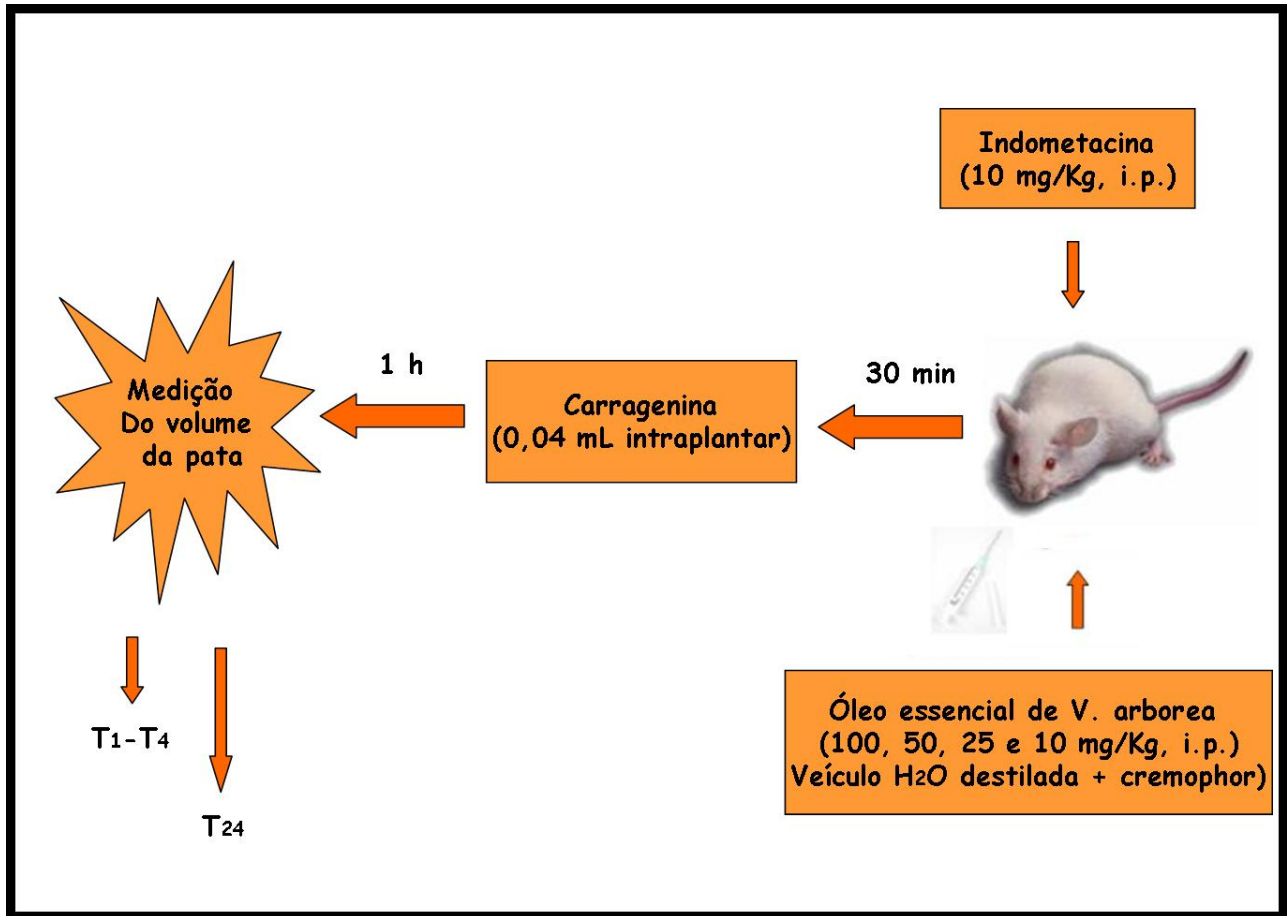 Indometacina
(10 mg/Kg, i.p.)
30 min
Carragenina
(0,04 mL intraplantar)
1 h
Medição
Do volume
da pata
T1-T4
T24
Óleo essencial de V. arborea
(100, 50, 25 e 10 mg/Kg, i.p.)
Veículo H2O destilada + cremophor)